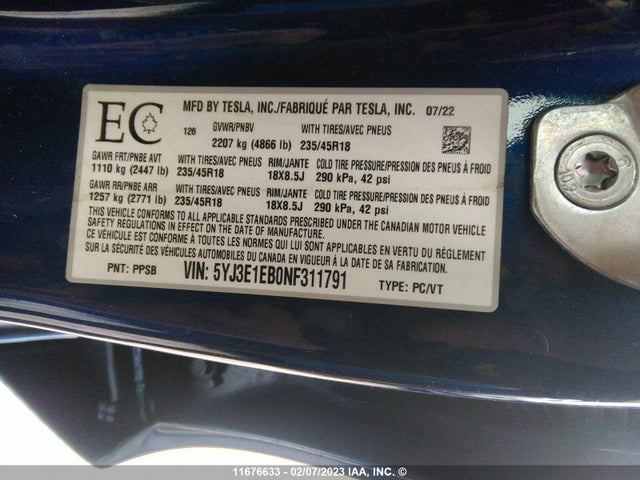 EC
MFD BY TESLA, INC./FABRIQUÉ PAR TESLA, INC. 07/22
126 GVWR/PNBV WITH TIRES/AVEC PNEUS
2207 kg (4866 lb) 235/45R18
GAWR FRT/PNBE AVT WITH TIRES/AVEC PNEUS RIM/JANTE COLD TIRE PRESSURE/PRESSION DES PNEUS À FROID
1110 kg (2447 lb) 235/45R18 18X8.5J 290 kPa, 42 psi
GAWR RR/PNBE ARR WITH TIRES/AVEC PNEUS RIM/JANTE COLD TIRE PRESSURE/PRESSION DES PNEUS À FROID
1257 kg (2771 lb) 235/45R18 18X8.5J 290 kPa, 42 psi
THIS VEHICLE CONFORMS TO ALL APPLICABLE STANDARDS PRESCRIBED UNDER THE CANADIAN MOTOR VEHICLE
SAFETY REGULATIONS IN EFFECT ON THE DATE OF MANUFACTURE.
CE VÉHICULE EST CONFORME À TOUTES LES NORMES QUI LUI SONT APPLICABLES EN VERTU DU RÈGLEMENT
SUR LA SÉCURITÉ DES VÉHICULES AUTOMOBILES DU CANADA EN VIGUEUR À LA DATE DE SA FABRICATION.
PNT: PPSB VIN: 5YJ3E1EB0NF311791 TYPE: PC/VT
11676633 - 02/07/2023 IAA, INC. ©